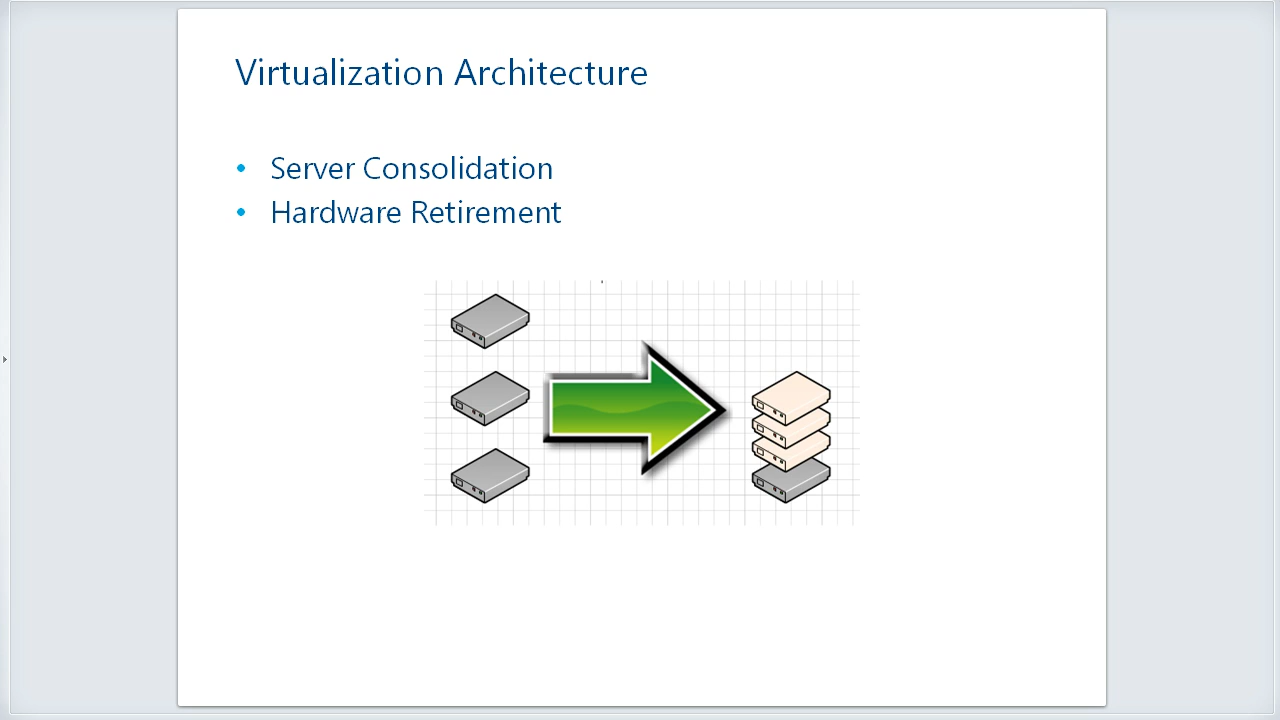 Virtualization Architecture
• Server Consolidation
• Hardware Retirement